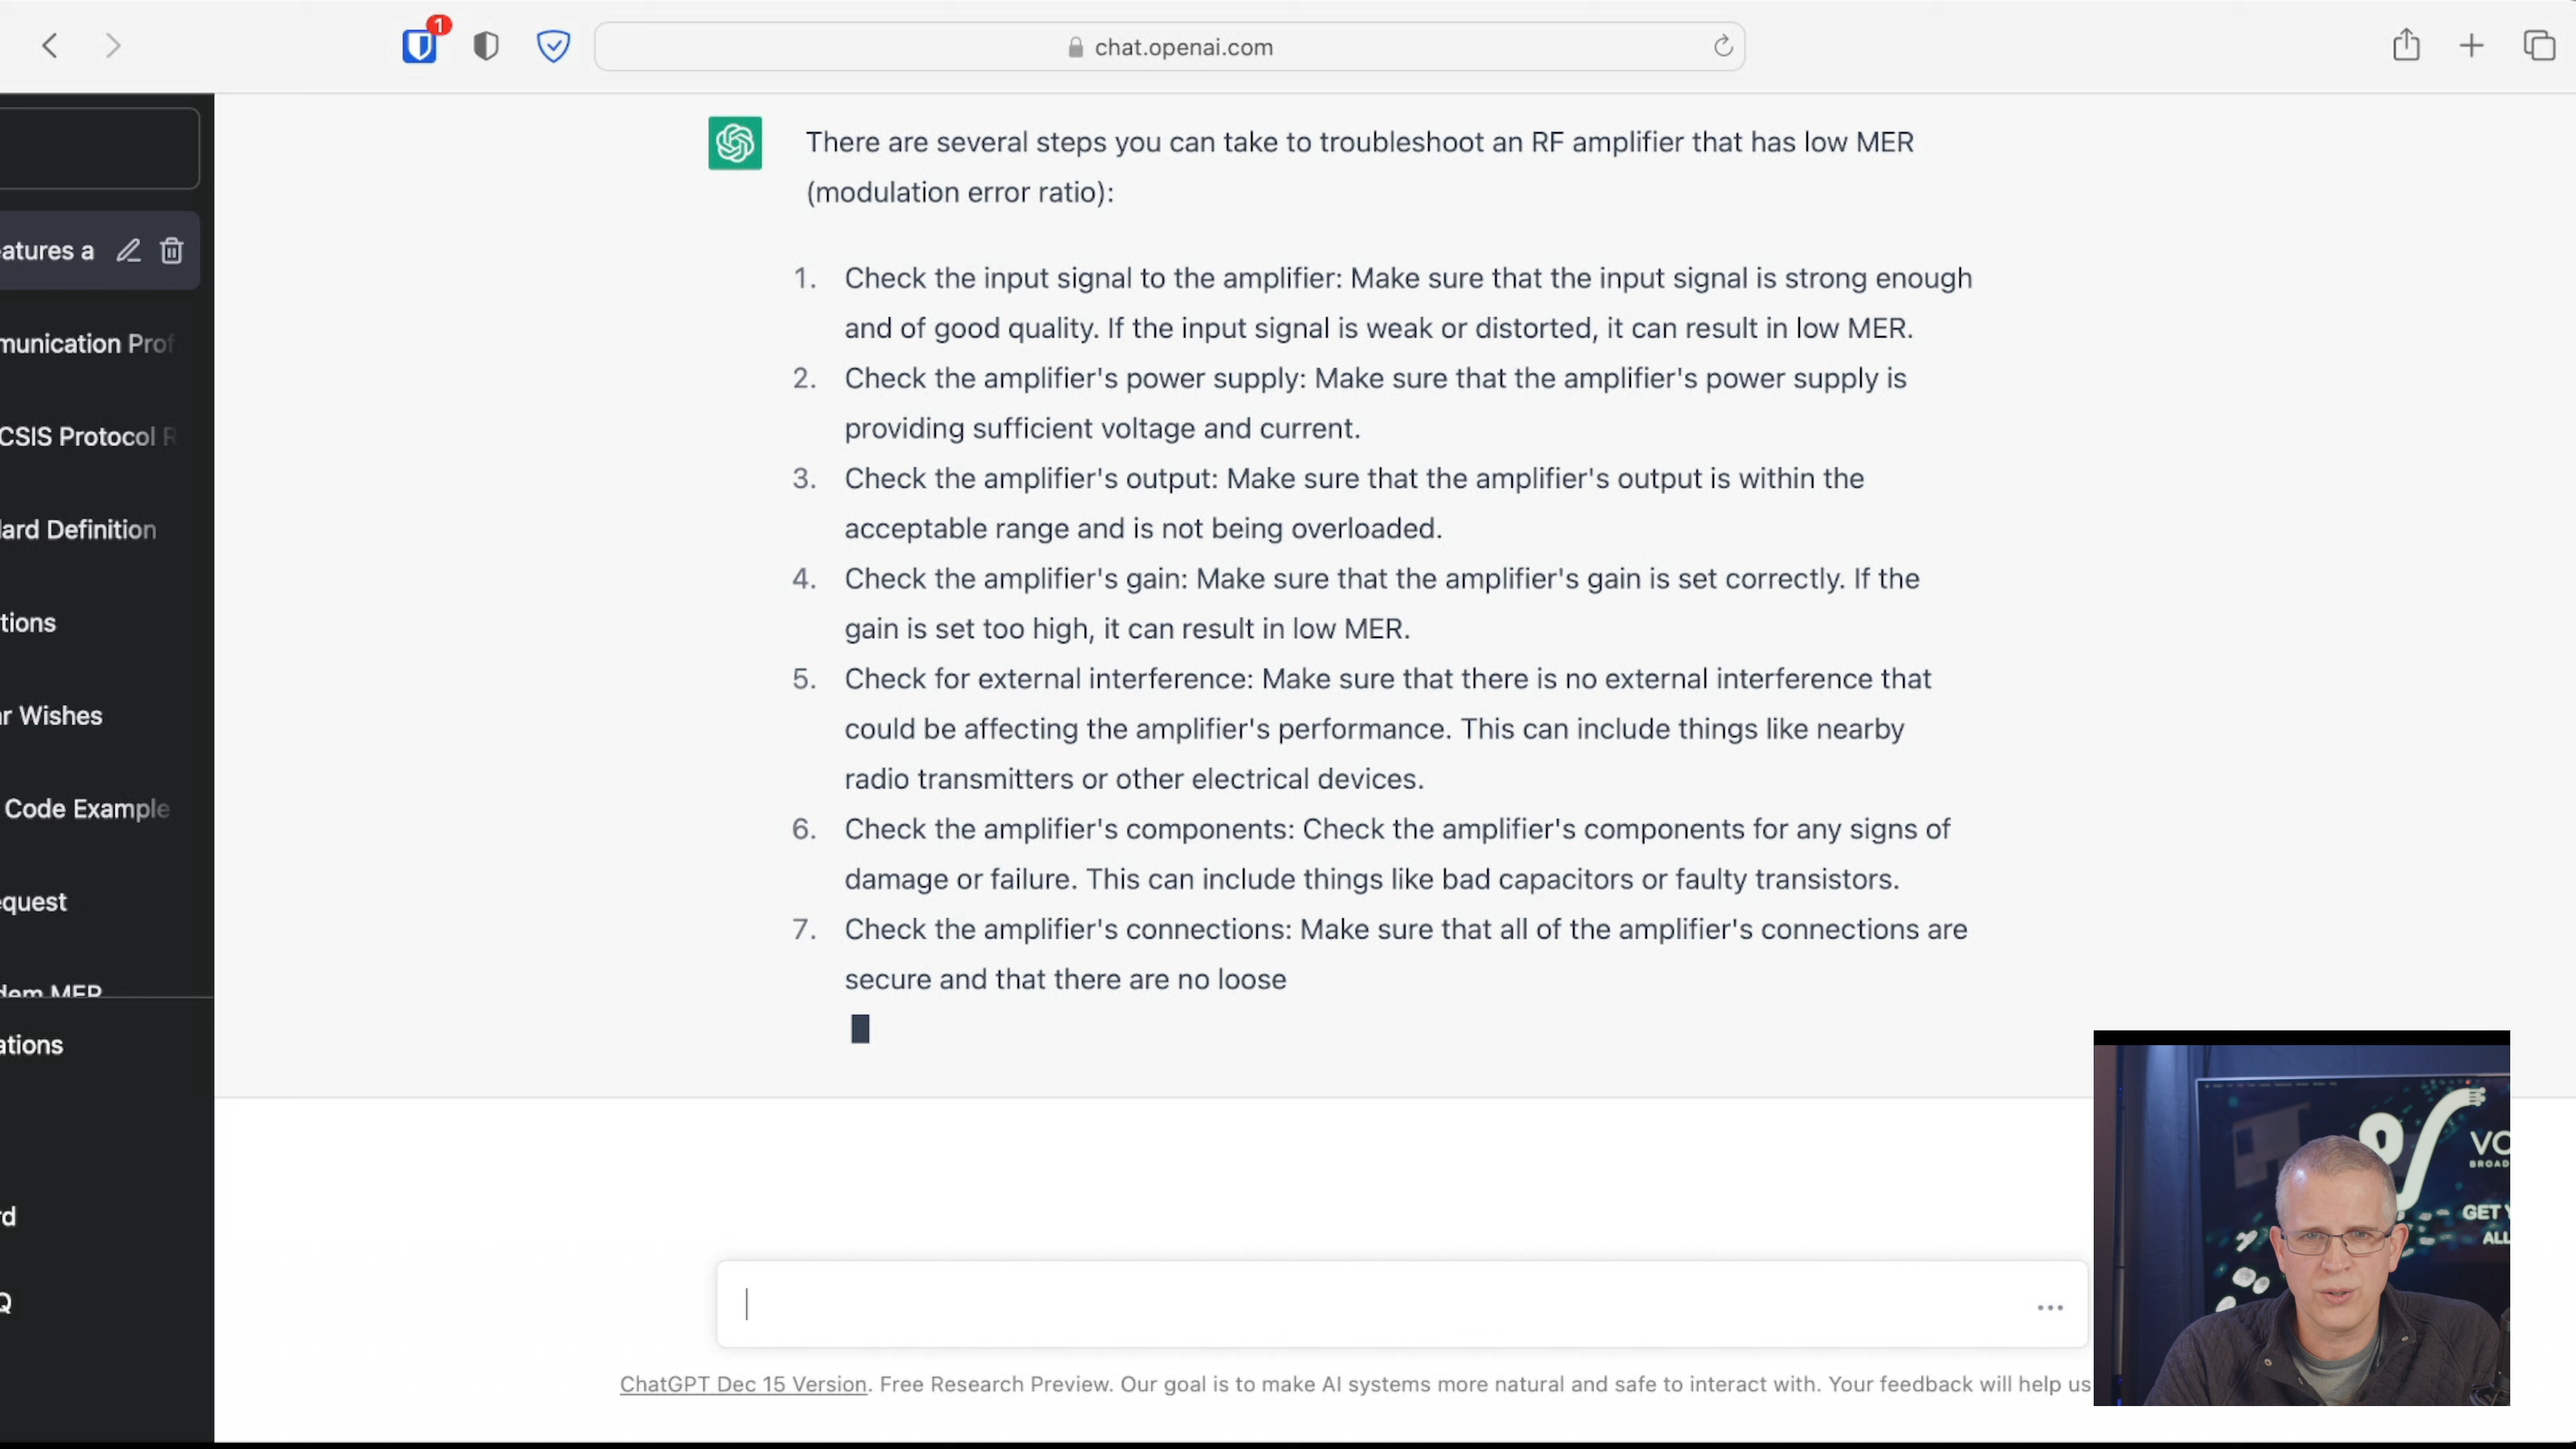 1
chat.openai.com
There are several steps you can take to troubleshoot an RF amplifier that has low MER
(modulation error ratio):
1. Check the input signal to the amplifier: Make sure that the input signal is strong enough
and of good quality. If the input signal is weak or distorted, it can result in low MER.
2. Check the amplifier's power supply: Make sure that the amplifier's power supply is
providing sufficient voltage and current.
3. Check the amplifier's output: Make sure that the amplifier's output is within the
acceptable range and is not being overloaded.
4. Check the amplifier's gain: Make sure that the amplifier's gain is set correctly. If the
gain is set too high, it can result in low MER.
5. Check for external interference: Make sure that there is no external interference that
could be affecting the amplifier's performance. This can include things like nearby
radio transmitters or other electrical devices.
6. Check the amplifier's components: Check the amplifier's components for any signs of
damage or failure. This can include things like bad capacitors or faulty transistors.
7. Check the amplifier's connections: Make sure that all of the amplifier's connections are
secure and that there are no loose
atures a
munication Prof
CSIS Protocol R
lard Definition
tions
ar Wishes
Code Example
equest
dem MER
ations
rd
Q
ChatGPT Dec 15 Version. Free Research Preview. Our goal is to make AI systems more natural and safe to interact with. Your feedback will help us
VO
BROAD
GET Y
ALL